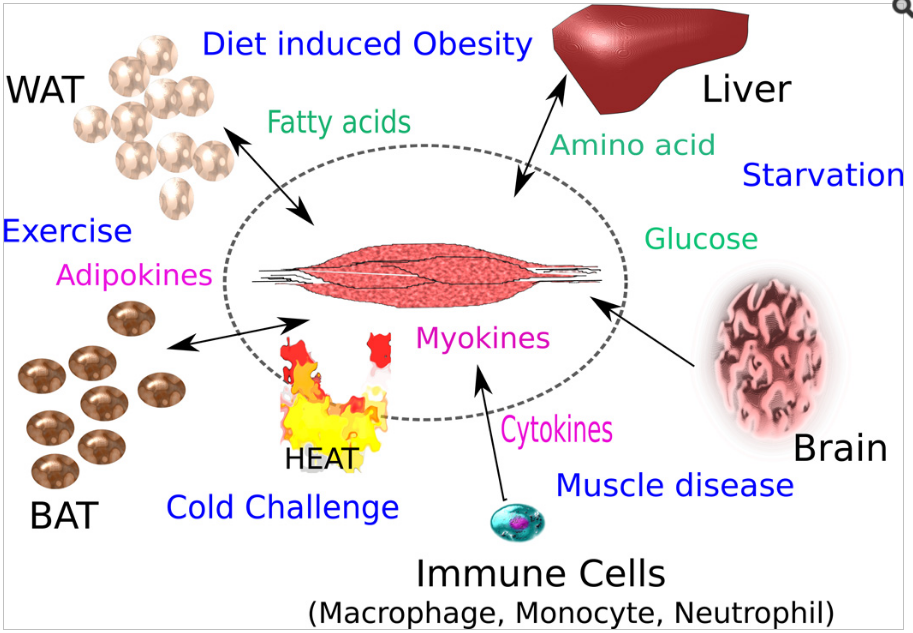 Diet induced Obesity
WAT
Liver
Fatty acids
Amino acid
Starvation
Exercise
Glucose
Adipokines
Myokines
Cytokines
HEAT
Brain
Muscle disease
Cold Challenge
BAT
Immune Cells
(Macrophage, Monocyte, Neutrophil)